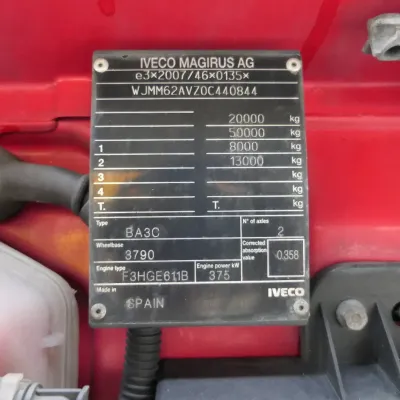 IVECO MAGIRUS AG
e3*2007/46*0135*
WJMM62AVZ0C440844
20000 kg
50000 kg
1 8000 kg
2 13000 kg
3 kg
4 kg
T. T. kg
Type BA3C N° of axles 2
Wheelbase 3790 Corrected absorption value 0.358
Engine type F3HGE611B Engine power kW 375
Made in SPAIN IVECO